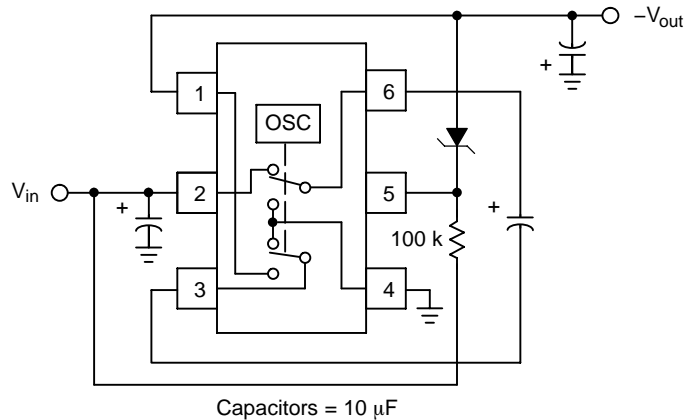 −Vout
+
1
6
OSC
Vin
2
5
+
+
100 k
3
4
Capacitors = 10 μF